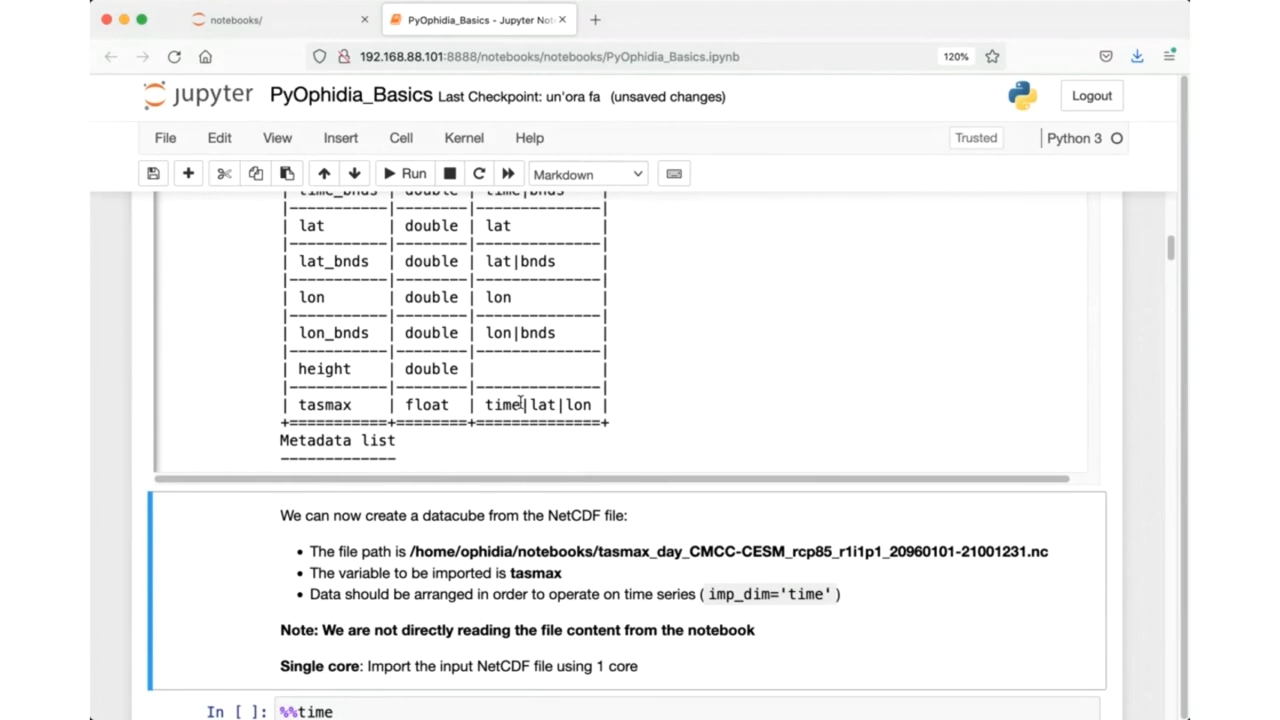 notebooks/
PyOphidia_Basics - Jupyter Not
192.168.88.101:8888/notebooks/notebooks/PyOphidia_Basics.ipynb
120%
jupyter PyOphidia_Basics Last Checkpoint: un'ora fa (unsaved changes)
Logout
File Edit View Insert Cell Kernel Help
Trusted | Python 3
Run Markdown
| time_bnds | double | time|bnds |
|-----------|--------|--------------|
| lat | double | lat |
|-----------|--------|--------------|
| lat_bnds | double | lat|bnds |
|-----------|--------|--------------|
| lon | double | lon |
|-----------|--------|--------------|
| lon_bnds | double | lon|bnds |
|-----------|--------|--------------|
| height | double | |
|-----------|--------|--------------|
| tasmax | float | time|lat|lon |
+===========+========+==============+
Metadata list
-------------
We can now create a datacube from the NetCDF file:
• The file path is /home/ophidia/notebooks/tasmax_day_CMCC-CESM_rcp85_r1i1p1_20960101-21001231.nc
• The variable to be imported is tasmax
• Data should be arranged in order to operate on time series ( imp_dim='time' )
Note: We are not directly reading the file content from the notebook
Single core: Import the input NetCDF file using 1 core
In [ ]: %%time